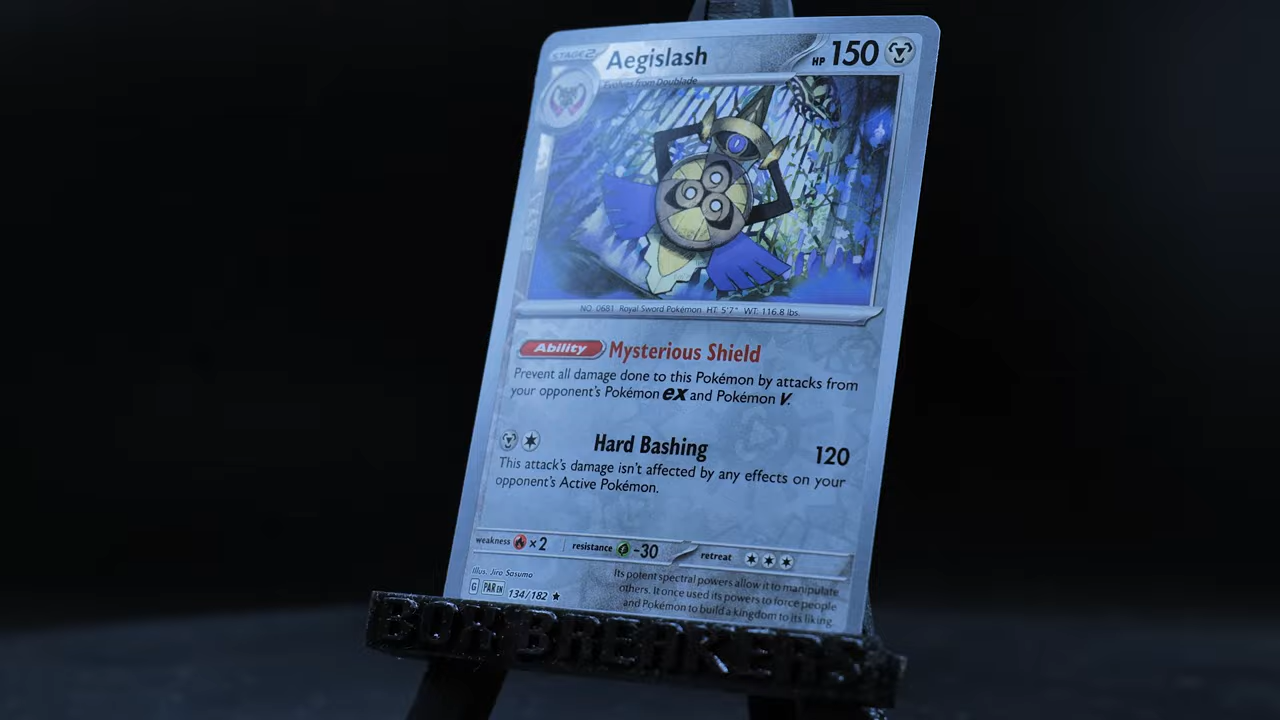 STAGE 2 Aegislash HP 150
Evolves from Doublade
NO. 0681 Royal Sword Pokémon HT: 5'7" WT: 116.8 lbs.
Ability Mysterious Shield
Prevent all damage done to this Pokémon by attacks from
your opponent's Pokémon ex and Pokémon V.
Hard Bashing 120
This attack's damage isn't affected by any effects on your
opponent's Active Pokémon.
weakness ×2 resistance -30 retreat
Illus. Jiro Sasumo
G PAR EN 134/182
Its potent spectral powers allow it to manipulate
others. It once used its powers to force people
and Pokémon to build a kingdom to its liking.
BOX BREAKERS